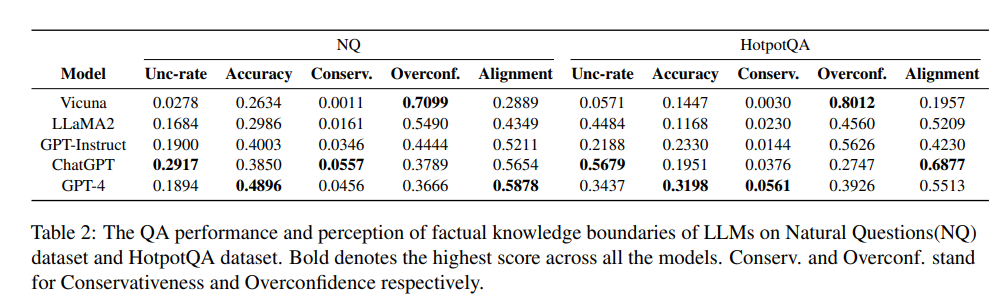 NQ HotpotQA
Model Unc-rate Accuracy Conserv. Overconf. Alignment Unc-rate Accuracy Conserv. Overconf. Alignment
Vicuna 0.0278 0.2634 0.0011 0.7099 0.2889 0.0571 0.1447 0.0030 0.8012 0.1957
LLaMA2 0.1684 0.2986 0.0161 0.5490 0.4349 0.4484 0.1168 0.0230 0.4560 0.5209
GPT-Instruct 0.1900 0.4003 0.0346 0.4444 0.5211 0.2188 0.2330 0.0144 0.5626 0.4230
ChatGPT 0.2917 0.3850 0.0557 0.3789 0.5654 0.5679 0.1951 0.0376 0.2747 0.6877
GPT-4 0.1894 0.4896 0.0456 0.3666 0.5878 0.3437 0.3198 0.0561 0.3926 0.5513
Table 2: The QA performance and perception of factual knowledge boundaries of LLMs on Natural Questions(NQ)
dataset and HotpotQA dataset. Bold denotes the highest score across all the models. Conserv. and Overconf. stand
for Conservativeness and Overconfidence respectively.